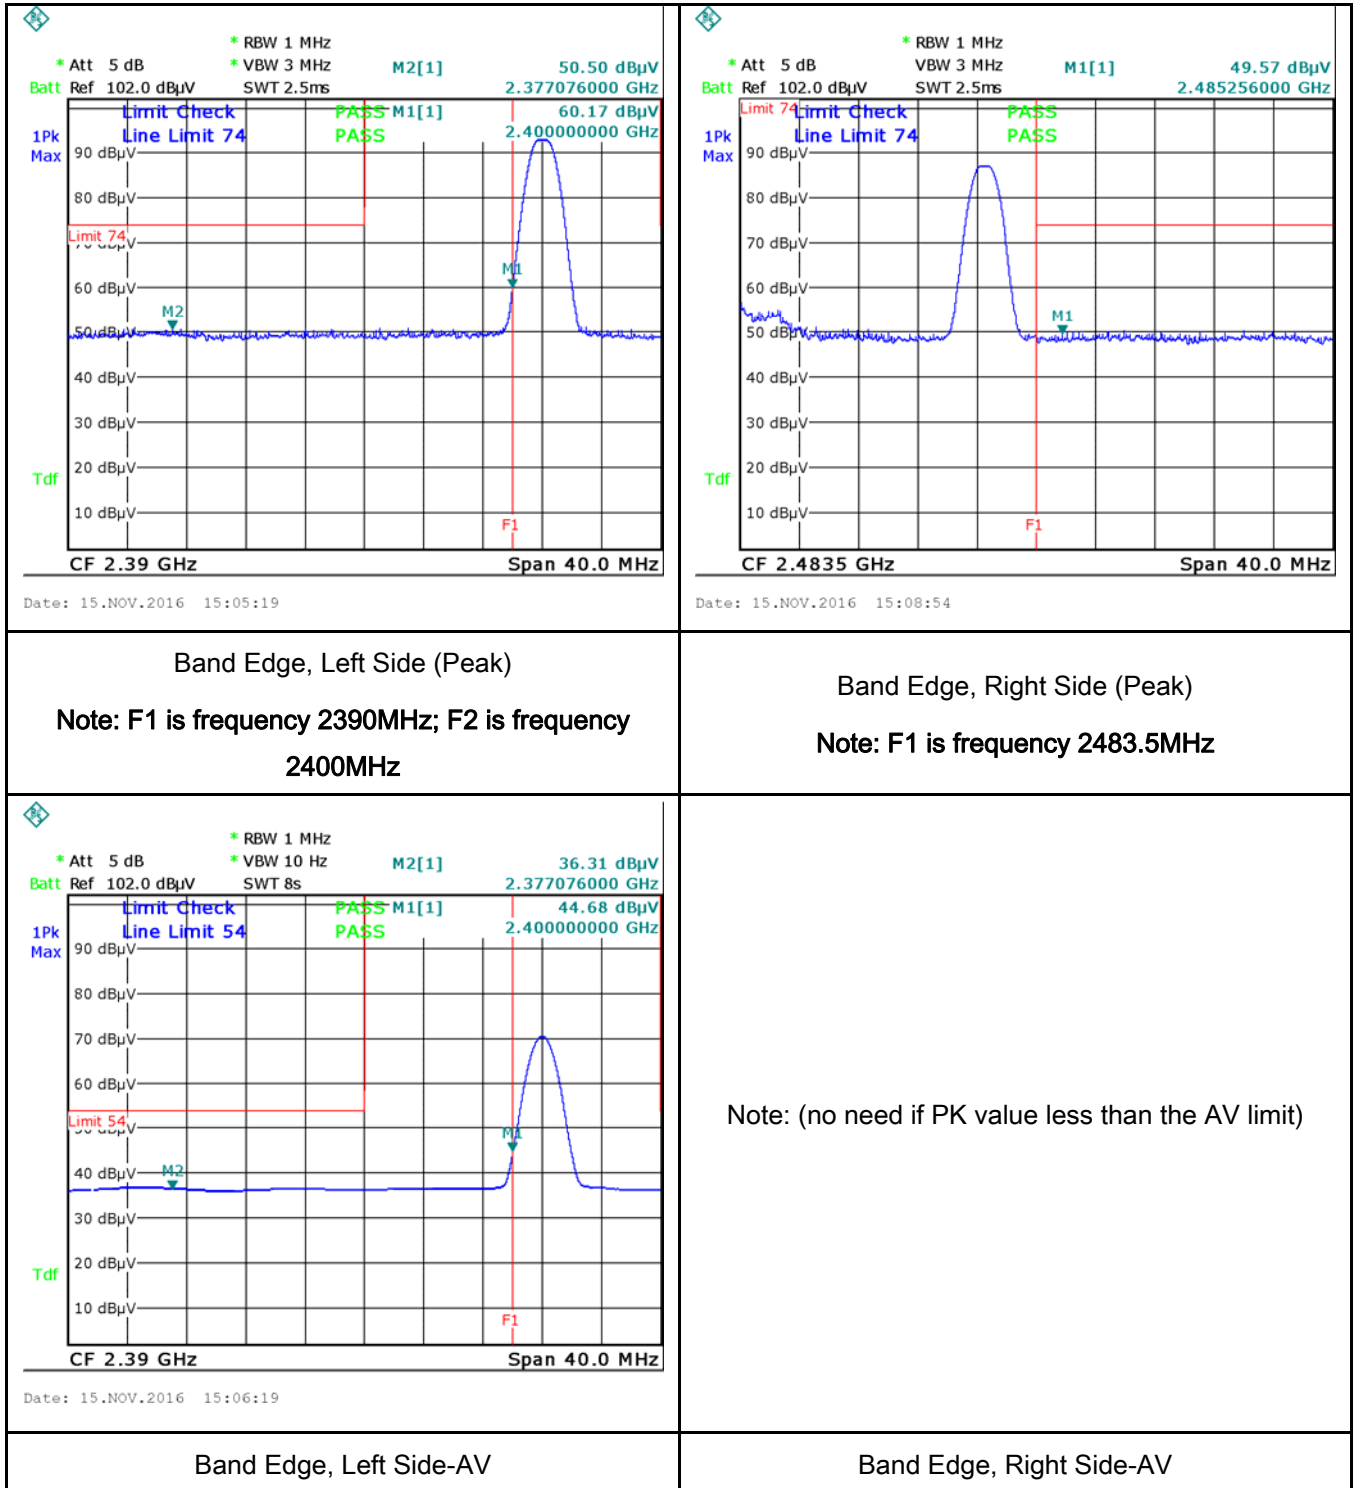 * RBW 1 MHz
* Att 5 dB * VBW 3 MHz M2[1] 50.50 dBµV
Batt Ref 102.0 dBµV SWT 2.5ms 2.377076000 GHz
Limit Check PASS M1[1] 60.17 dBµV
1Pk Line Limit 74 PASS 2.400000000 GHz
Max 90 dBµV
80 dBµV
Limit 74
70 dBµV
M1
60 dBµV
M2
50 dBµV
40 dBµV
30 dBµV
20 dBµV
Tdf
10 dBµV
F1
CF 2.39 GHz Span 40.0 MHz
Date: 15.NOV.2016 15:05:19
* RBW 1 MHz
* Att 5 dB VBW 3 MHz M1[1] 49.57 dBµV
Batt Ref 102.0 dBµV SWT 2.5ms 2.485256000 GHz
Limit 74 Limit Check PASS
1Pk Line Limit 74 PASS
Max 90 dBµV
80 dBµV
70 dBµV
60 dBµV
M1
50 dBµV
40 dBµV
30 dBµV
20 dBµV
Tdf
10 dBµV
F1
CF 2.4835 GHz Span 40.0 MHz
Date: 15.NOV.2016 15:08:54
Band Edge, Left Side (Peak)
Note: F1 is frequency 2390MHz; F2 is frequency
2400MHz
Band Edge, Right Side (Peak)
Note: F1 is frequency 2483.5MHz
* RBW 1 MHz
* Att 5 dB * VBW 10 Hz M2[1] 36.31 dBµV
Batt Ref 102.0 dBµV SWT 8s 2.377076000 GHz
Limit Check PASS M1[1] 44.68 dBµV
1Pk Line Limit 54 PASS 2.400000000 GHz
Max 90 dBµV
80 dBµV
70 dBµV
60 dBµV
Limit 54
50 dBµV
M1
40 dBµV M2
30 dBµV
20 dBµV
Tdf
10 dBµV
F1
CF 2.39 GHz Span 40.0 MHz
Date: 15.NOV.2016 15:06:19
Note: (no need if PK value less than the AV limit)
Band Edge, Left Side-AV
Band Edge, Right Side-AV